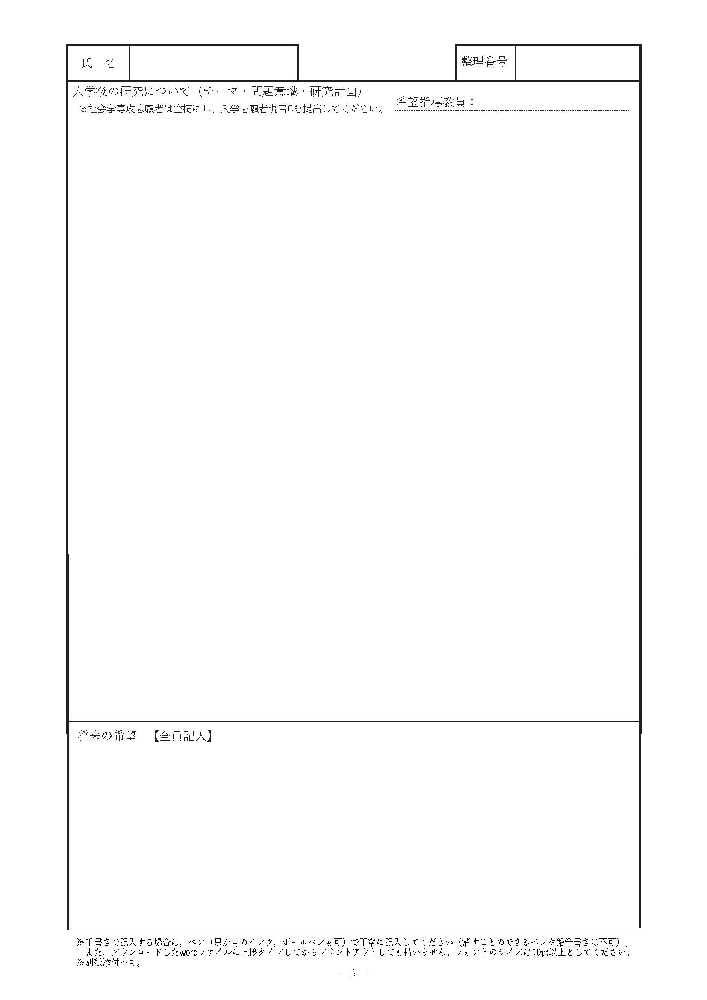 氏　名
整理番号
入学後の研究について（テーマ・問題意識・研究計画）
希望指導教員：
※社会学専攻志願者は空欄にし、入学志願者調書Cを提出してください。
将来の希望　【全員記入】
※手書きで記入する場合は，ペン（黒か青のインク，ボールペンも可）で丁寧に記入してください（消すことのできるペンや鉛筆書きは不可）。
また，ダウンロードしたwordファイルに直接タイプしてからプリントアウトしても構いません。フォントのサイズは10pt以上としてください。
※別紙添付不可。
― 3 ―